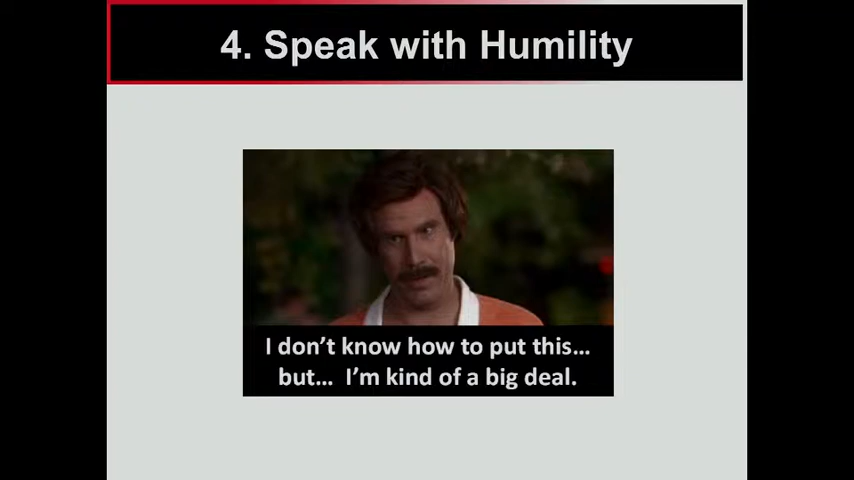 4. Speak with Humility
I don’t know how to put this…
but…  I’m kind of a big deal.